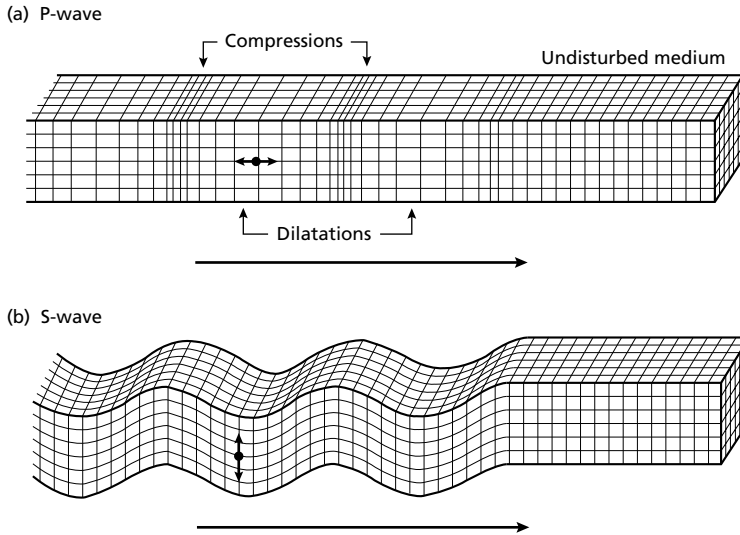 (a) P-wave
Compressions
Undisturbed medium
Dilatations
(b) S-wave